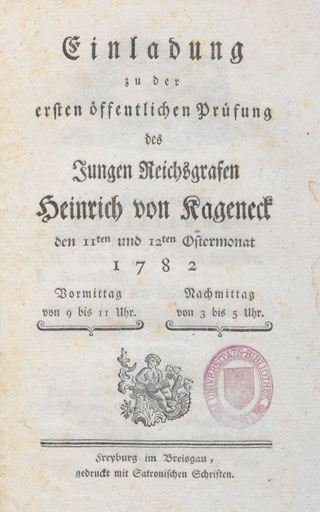 Einladung
zu der
ersten öffentlichen Prüfung
des
Jungen Reichsgrafen
Heinrich von Kageneck
den 11ten und 12ten Ostermonat
1782
Vormittag
von 9 bis 11 Uhr.
Nachmittag
von 3 bis 5 Uhr.
Freyburg im Breisgau,
gedruckt mit Satronischen Schriften.